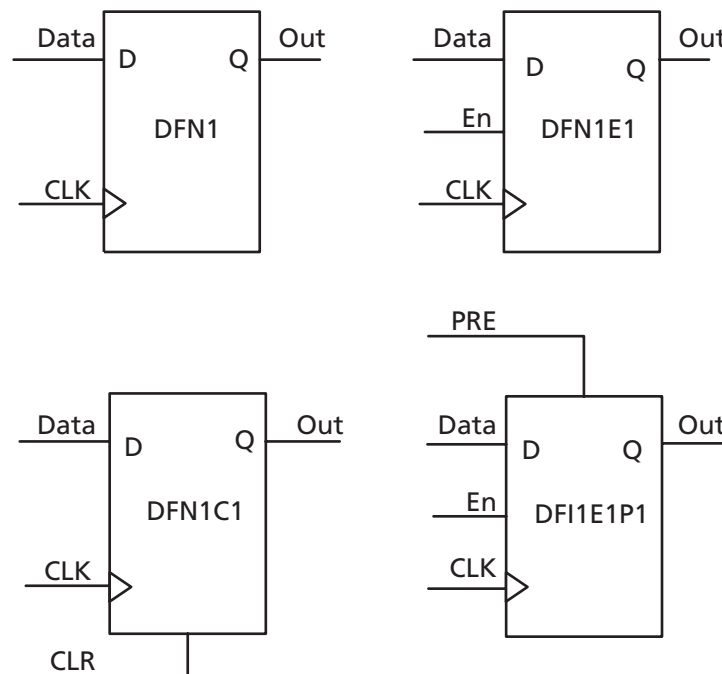 Data
D
Q
Out
DFN1
CLK
Data
D
Q
Out
En
DFN1E1
CLK
Data
D
Q
Out
DFN1C1
CLK
CLR
PRE
Data
D
Q
Out
En
DFI1E1P1
CLK